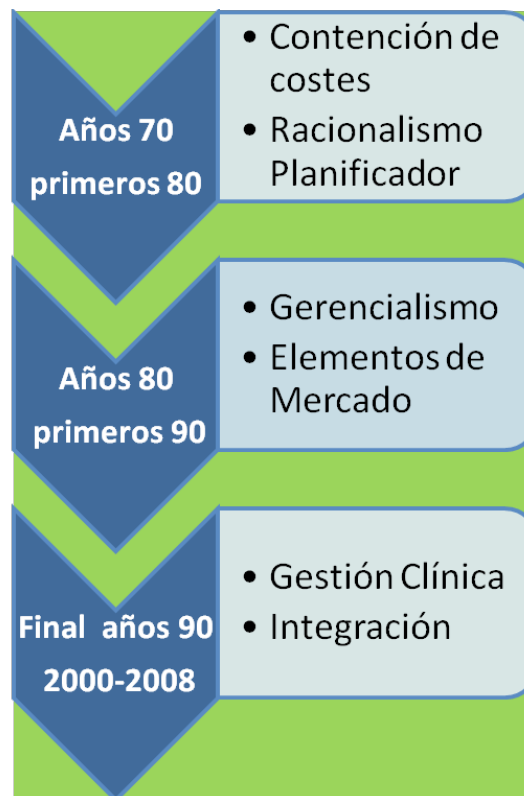 Años 70
primeros 80
• Contención de
costes
• Racionalismo
Planificador
Años 80
primeros 90
• Gerencialismo
• Elementos de
Mercado
Final años 90
2000-2008
• Gestión Clínica
• Integración